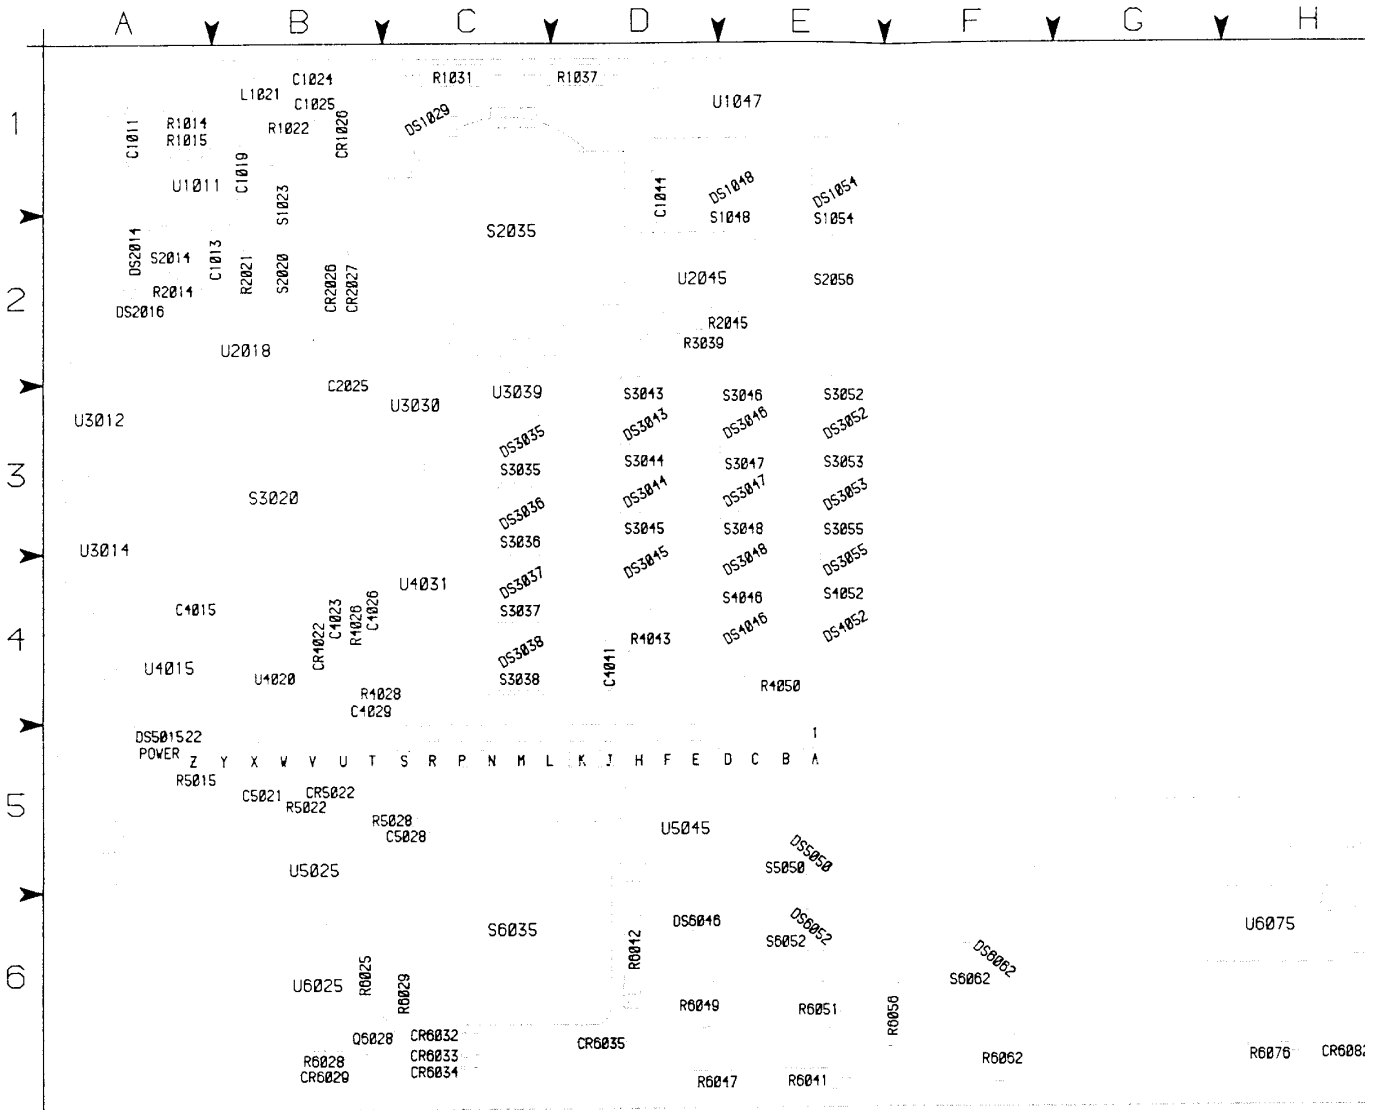 A B C D E F G H
C1024 R1031 R1037
L1021 C1025 U1047
1
C1011 R1014 R1022 CR1026 DS1029
R1015
U1011 C1019 S1023 C1044 DS1048 DS1054
S1048 S1054
S2035
DS2014 S2014 C1013 R2021 S2020 CR2026 CR2027 U2045 S2056
2
R2014
DS2016 R2045
U2018 R3039
C2025 U3030 U3039 S3043 S3046 S3052
U3012 DS3043 DS3046 DS3052
DS3035
S3035 S3044 S3047 S3053
3
S3020 DS3036 DS3044 DS3047 DS3053
S3036 S3045 S3048 S3055
U3014 DS3045 DS3048 DS3055
U4031 DS3037
C4015 C4023 R4026 C4026 S3037 S4046 S4052
4
CR4022 DS3038 R4043 DS4046 DS4052
U4015 U4020 S3038 C4041 R4050
R4028
C4029
DS501522 1
POWER Z Y X W V U T S R P N M L K J H F E D C B A
R5015
C5021 CR5022
5
R5022 R5028 U5045
C5028
U5025 DS5050
S5050
S6035 DS6046 DS6052 U6075
R6042 S6052
6
U6025 R6025 R6029 DS6062
S6062
R6049 R6051 R6056
Q6028 CR6032 CR6035
R6028 CR6033 R6062 R6076 CR6082
CR6029 CR6034 R6047 R6041